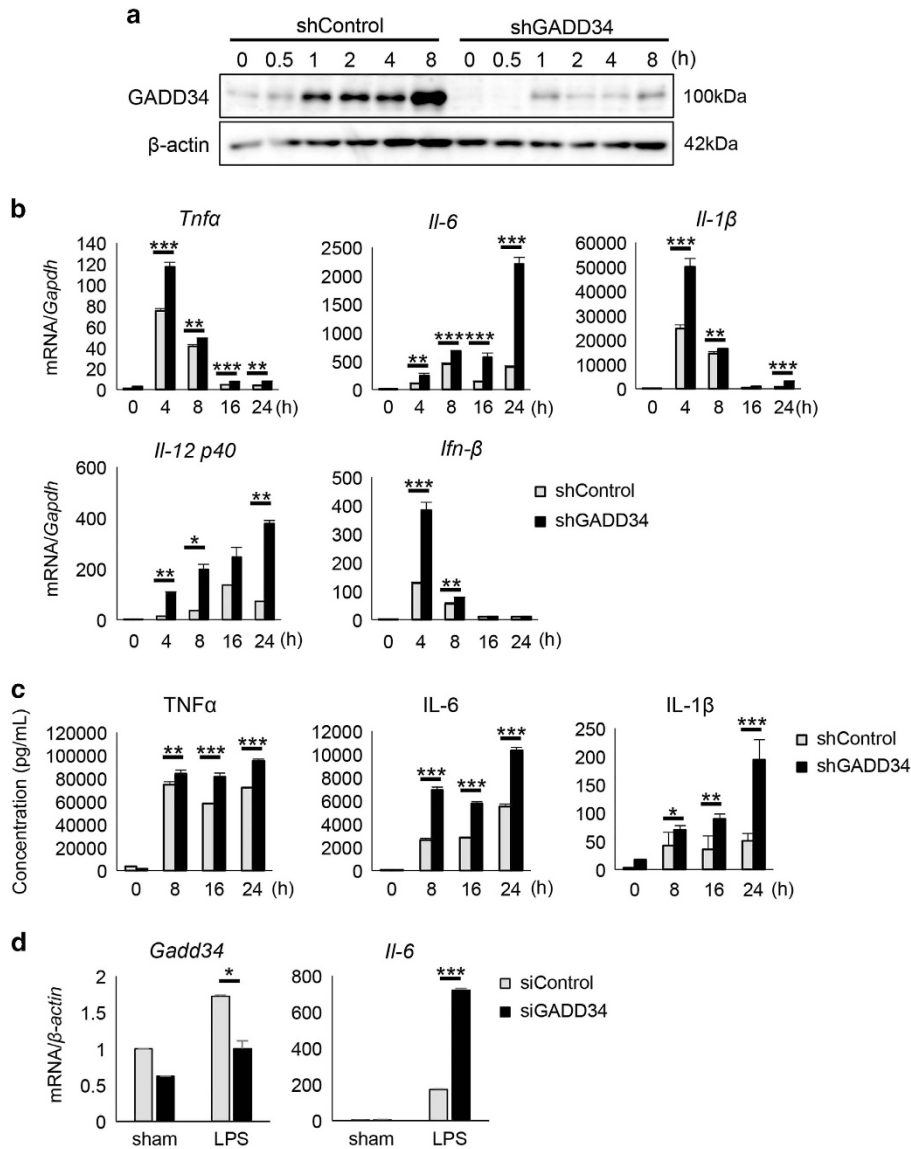 a
shControl shGADD34
0 0.5 1 2 4 8 0 0.5 1 2 4 8 (h)
GADD34 100kDa
β-actin 42kDa
b
Tnfα
mRNA/Gapdh
140
120
100
80
60
40
20
0
*** ** *** **
0 4 8 16 24 (h)
Il-6
2500
2000
1500
1000
500
0
** *** *** ***
0 4 8 16 24 (h)
Il-1β
60000
50000
40000
30000
20000
10000
0
*** ** ***
0 4 8 16 24 (h)
Il-12 p40
mRNA/Gapdh
600
400
200
0
** * **
0 4 8 16 24 (h)
Ifn-β
500
400
300
200
100
0
*** **
0 4 8 16 24 (h)
shControl
shGADD34
c
TNFα
Concentration (pg/mL)
120000
100000
80000
60000
40000
20000
0
** *** ***
0 8 16 24 (h)
IL-6
12000
10000
8000
6000
4000
2000
0
*** *** ***
0 8 16 24 (h)
IL-1β
250
200
150
100
50
0
* ** ***
0 8 16 24 (h)
shControl
shGADD34
d
Gadd34
mRNA/β-actin
2
1.5
1
0.5
0
*
sham LPS
Il-6
800
600
400
200
0
***
sham LPS
siControl
siGADD34